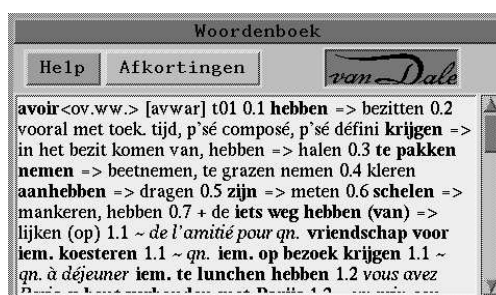 Woordenboek
Help Afkortingen van Dale
avoir<ov.ww.> [avwar] t01 0.1 hebben => bezitten 0.2
vooral met toek. tijd, p'sé composé, p'sé défini krijgen =>
in het bezit komen van, hebben => halen 0.3 te pakken
nemen => beetnemen, te grazen nemen 0.4 kleren
aanhebben => dragen 0.5 zijn => meten 0.6 schelen =>
mankeren, hebben 0.7 + de iets weg hebben (van) =>
lijken (op) 1.1 ~ de l'amitié pour qn. vriendschap voor
iem. koesteren 1.1 ~ qn. iem. op bezoek krijgen 1.1 ~
qn. à déjeuner iem. te lunchen hebben 1.2 vous avez